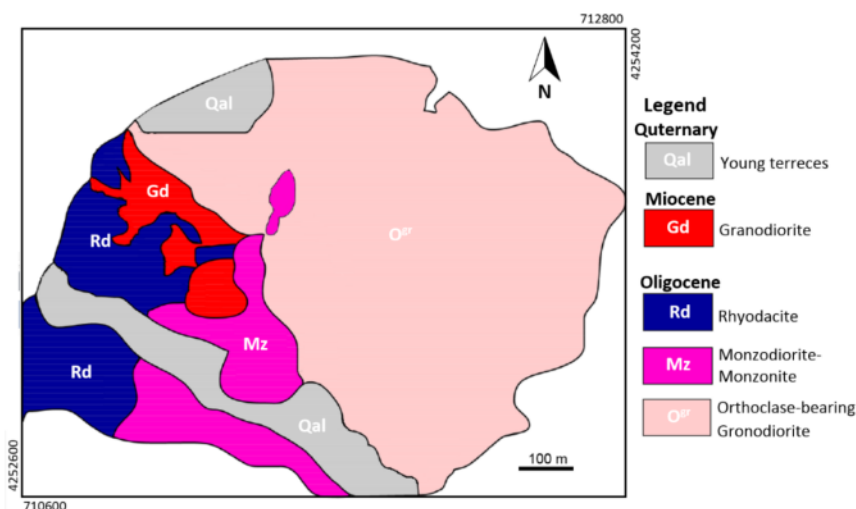 712800
4254200
N
Qal
Gd
Rd
Ogr
Mz
Rd
Qal
100 m
4252600
710600
Legend
Quternary
Qal Young terreces
Miocene
Gd Granodiorite
Oligocene
Rd Rhyodacite
Mz Monzodiorite-
Monzonite
Ogr Orthoclase-bearing
Gronodiorite